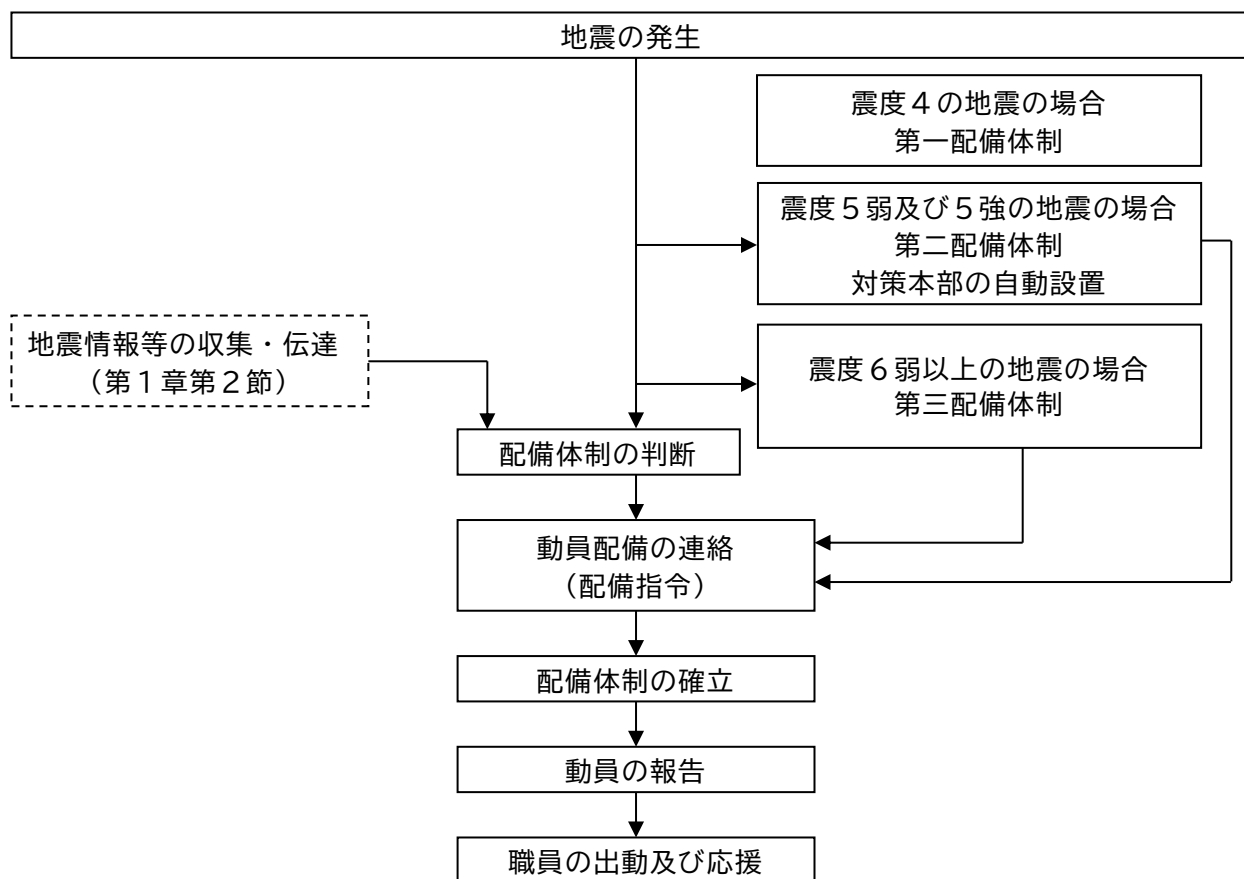 地震の発生
震度４の地震の場合
第一配備体制
震度５弱及び５強の地震の場合
第二配備体制
対策本部の自動設置
地震情報等の収集・伝達
（第１章第２節）
震度６弱以上の地震の場合
第三配備体制
配備体制の判断
動員配備の連絡
（配備指令）
配備体制の確立
動員の報告
職員の出動及び応援